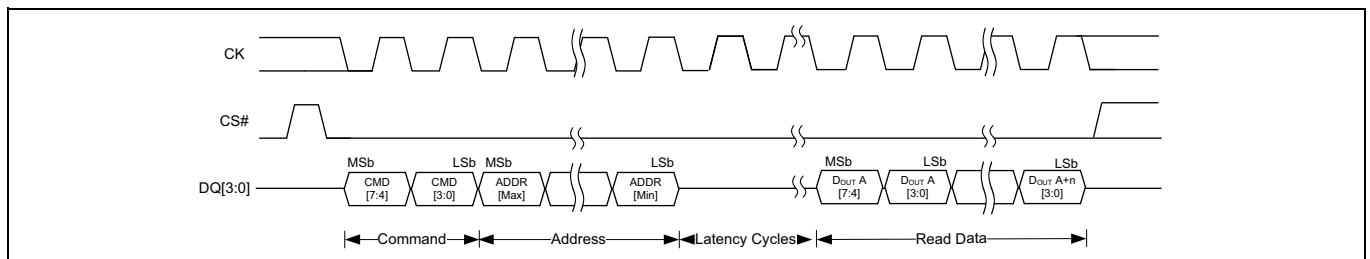 CK
CS#
MSb LSb MSb LSb MSb LSb LSb
DQ[3:0] CMD [7:4] CMD [3:0] ADDR [Max] ADDR [Min] DOUT A [7:4] DOUT A [3:0] DOUT A+n [3:0]
Command Address Latency Cycles Read Data